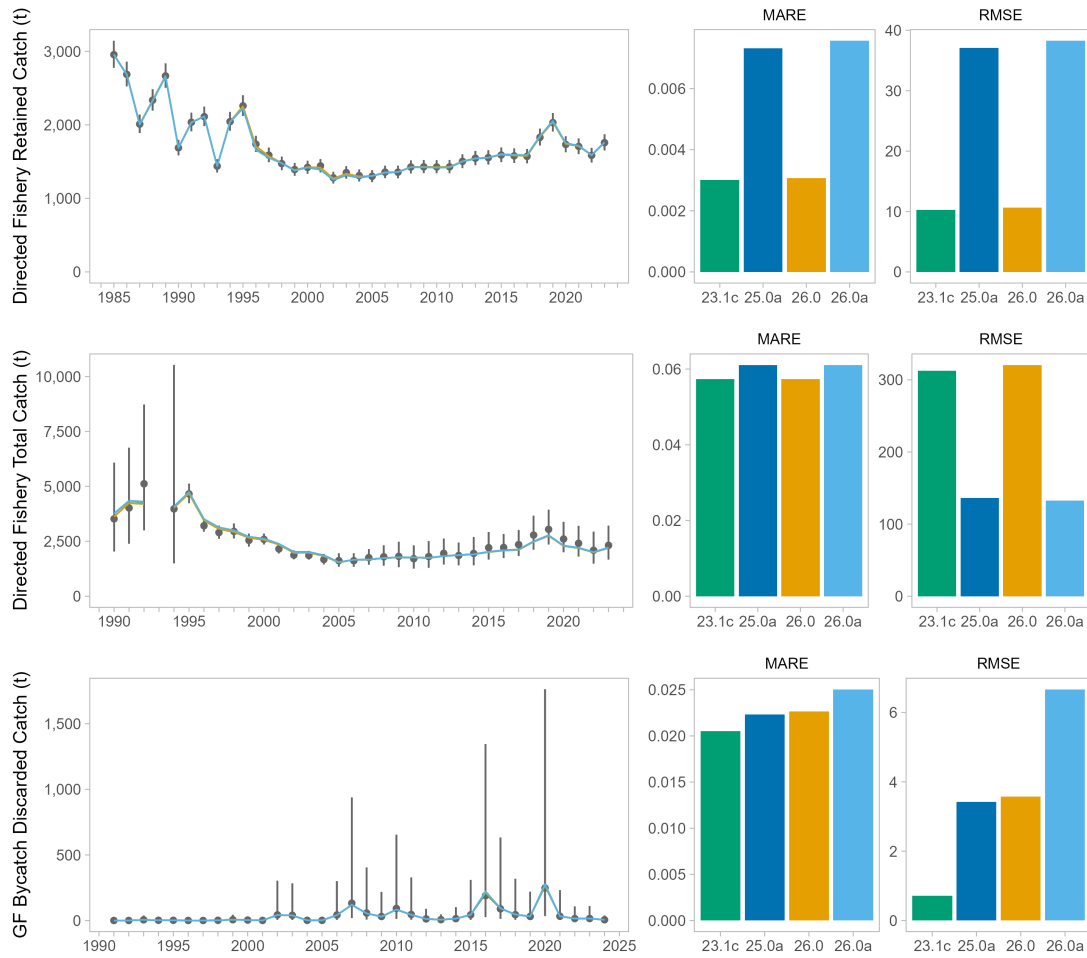 Directed Fishery Retained Catch (t)
3,000
2,000
1,000
0
1985 1990 1995 2000 2005 2010 2015 2020
MARE
0.006
0.004
0.002
0.000
23.1c 25.0a 26.0 26.0a
RMSE
40
30
20
10
0
23.1c 25.0a 26.0 26.0a
Directed Fishery Total Catch (t)
10,000
7,500
5,000
2,500
0
1990 1995 2000 2005 2010 2015 2020
MARE
0.06
0.04
0.02
0.00
23.1c 25.0a 26.0 26.0a
RMSE
300
200
100
0
23.1c 25.0a 26.0 26.0a
GF Bycatch Discarded Catch (t)
1,500
1,000
500
0
1990 1995 2000 2005 2010 2015 2020 2025
MARE
0.025
0.020
0.015
0.010
0.005
0.000
23.1c 25.0a 26.0 26.0a
RMSE
6
4
2
0
23.1c 25.0a 26.0 26.0a